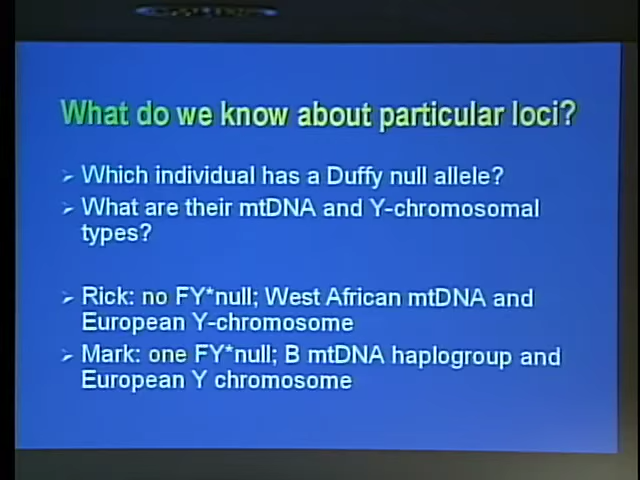 What do we know about particular loci?
➢ Which individual has a Duffy null allele?
➢ What are their mtDNA and Y-chromosomal
types?
➢ Rick: no FY*null; West African mtDNA and
European Y-chromosome
➢ Mark: one FY*null; B mtDNA haplogroup and
European Y chromosome